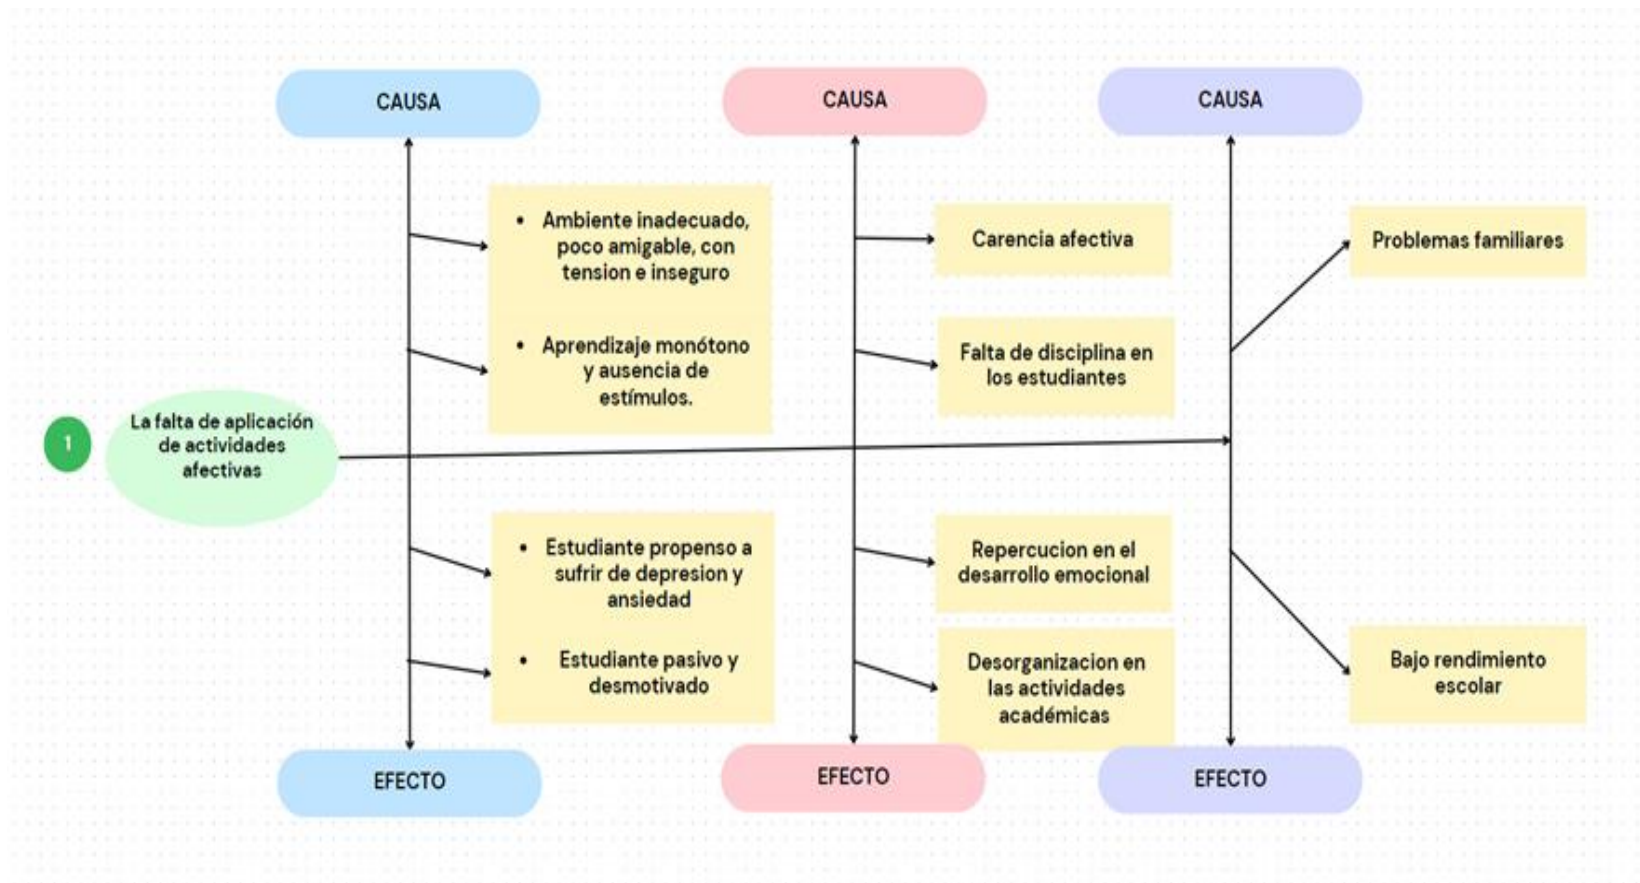 CAUSA
CAUSA
CAUSA
• Ambiente inadecuado,
poco amigable, con
tension e inseguro
• Aprendizaje monótono
y ausencia de
estímulos.
Carencia afectiva
Falta de disciplina en
los estudiantes
Problemas familiares
1
La falta de aplicación
de actividades
afectivas
• Estudiante propenso a
sufrir de depresion y
ansiedad
• Estudiante pasivo y
desmotivado
Repercucion en el
desarrollo emocional
Desorganizacion en
las actividades
académicas
Bajo rendimiento
escolar
EFECTO
EFECTO
EFECTO